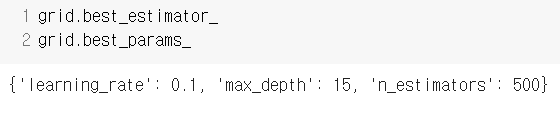 1 grid.best_estimator_
2 grid.best_params_
{'learning_rate': 0.1, 'max_depth': 15, 'n_estimators': 500}